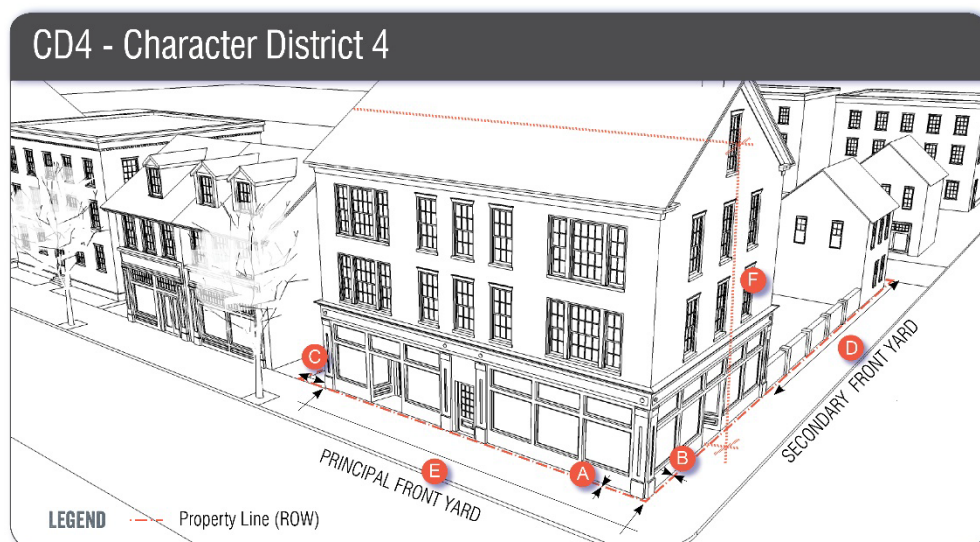 CD4 - Character District 4
F
C
D
SECONDARY FRONT YARD
B
A
E
PRINCIPAL FRONT YARD
LEGEND Property Line (ROW)